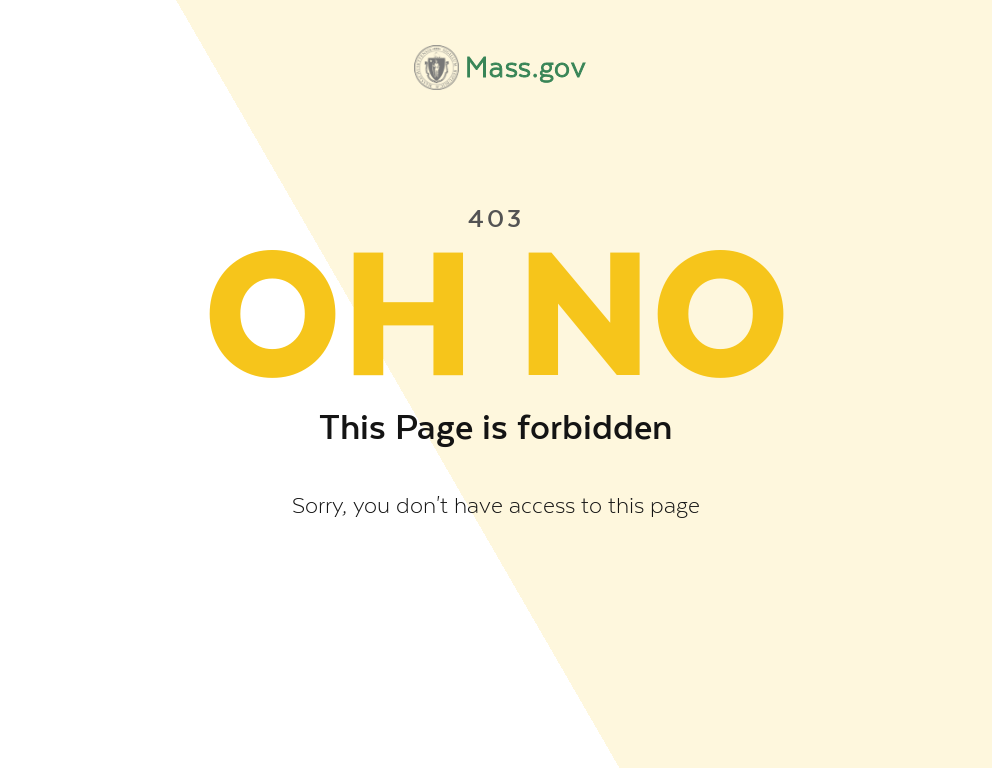 Mass.gov
403
OH NO
This Page is forbidden
Sorry, you don't have access to this page